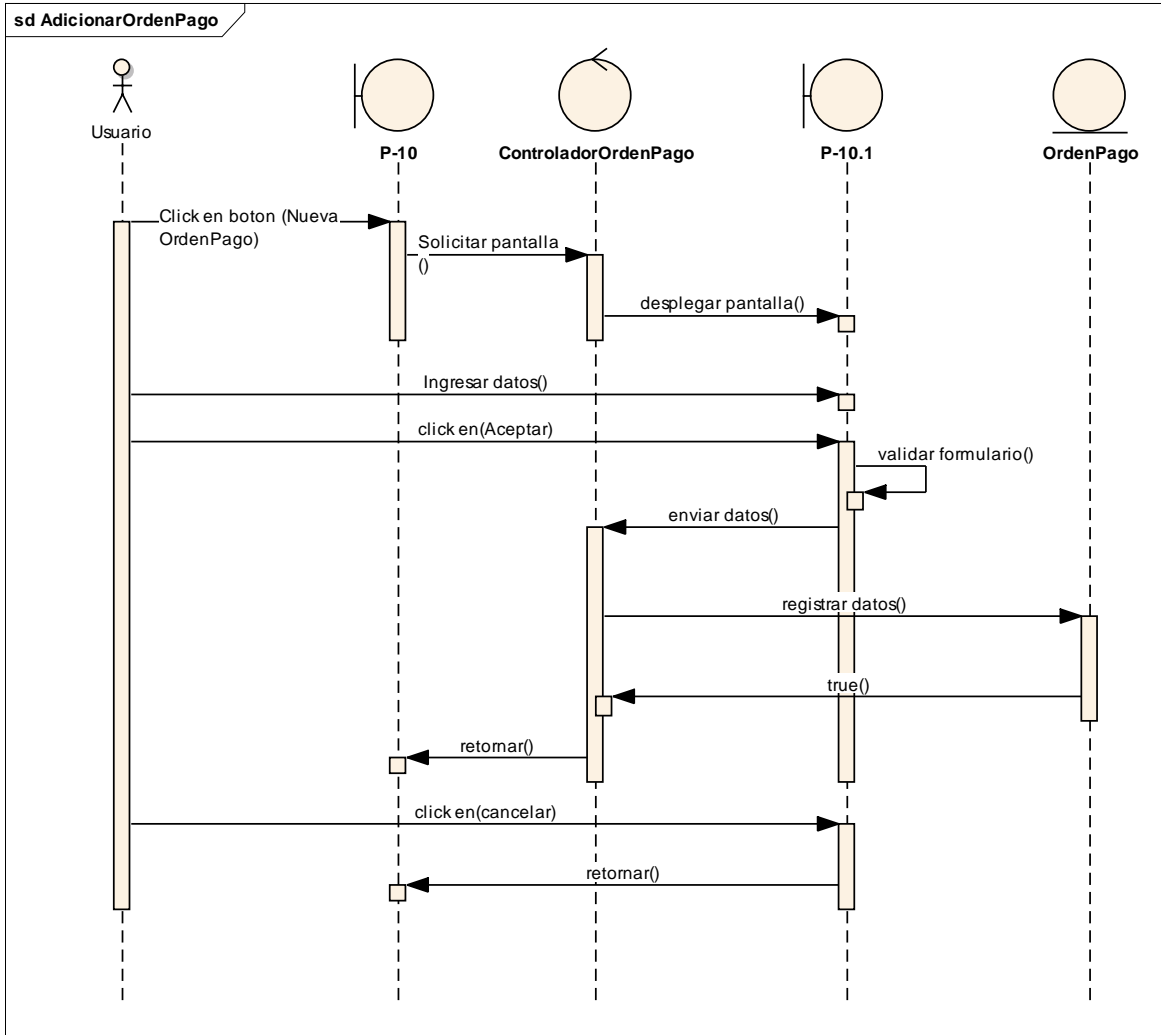 sd AdicionarOrdenPago
Usuario
P-10
ControladorOrdenPago
P-10.1
OrdenPago
Click en boton (Nueva
OrdenPago)
Solicitar pantalla
()
desplegar pantalla()
Ingresar datos()
click en(Aceptar)
validar formulario()
enviar datos()
registrar datos()
true()
retornar()
click en(cancelar)
retornar()